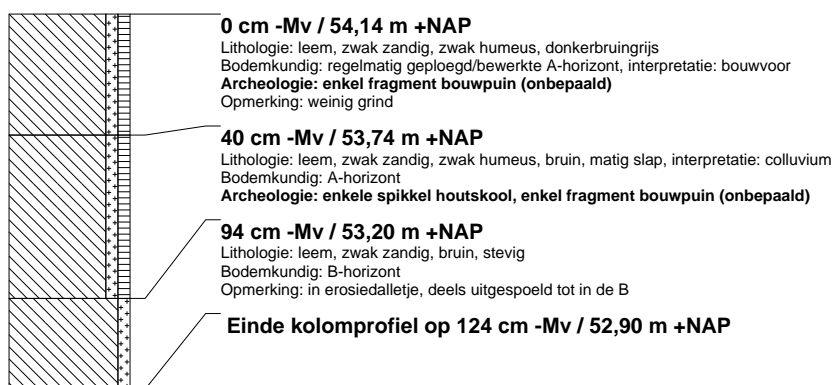 0 cm -Mv / 54,14 m +NAP
Lithologie: leem, zwak zandig, zwak humeus, donkerbruingrijs
Bodemkundig: regelmatig geploegd/bewerkte A-horizont, interpretatie: bouwvoor
Archeologie: enkel fragment bouwpuin (onbepaald)
Opmerking: weinig grind
40 cm -Mv / 53,74 m +NAP
Lithologie: leem, zwak zandig, zwak humeus, bruin, matig slap, interpretatie: colluvium
Bodemkundig: A-horizont
Archeologie: enkele spikkel houtskool, enkel fragment bouwpuin (onbepaald)
94 cm -Mv / 53,20 m +NAP
Lithologie: leem, zwak zandig, bruin, stevig
Bodemkundig: B-horizont
Opmerking: in erosiedalletje, deels uitgespoeld tot in de B
Einde kolomprofiel op 124 cm -Mv / 52,90 m +NAP